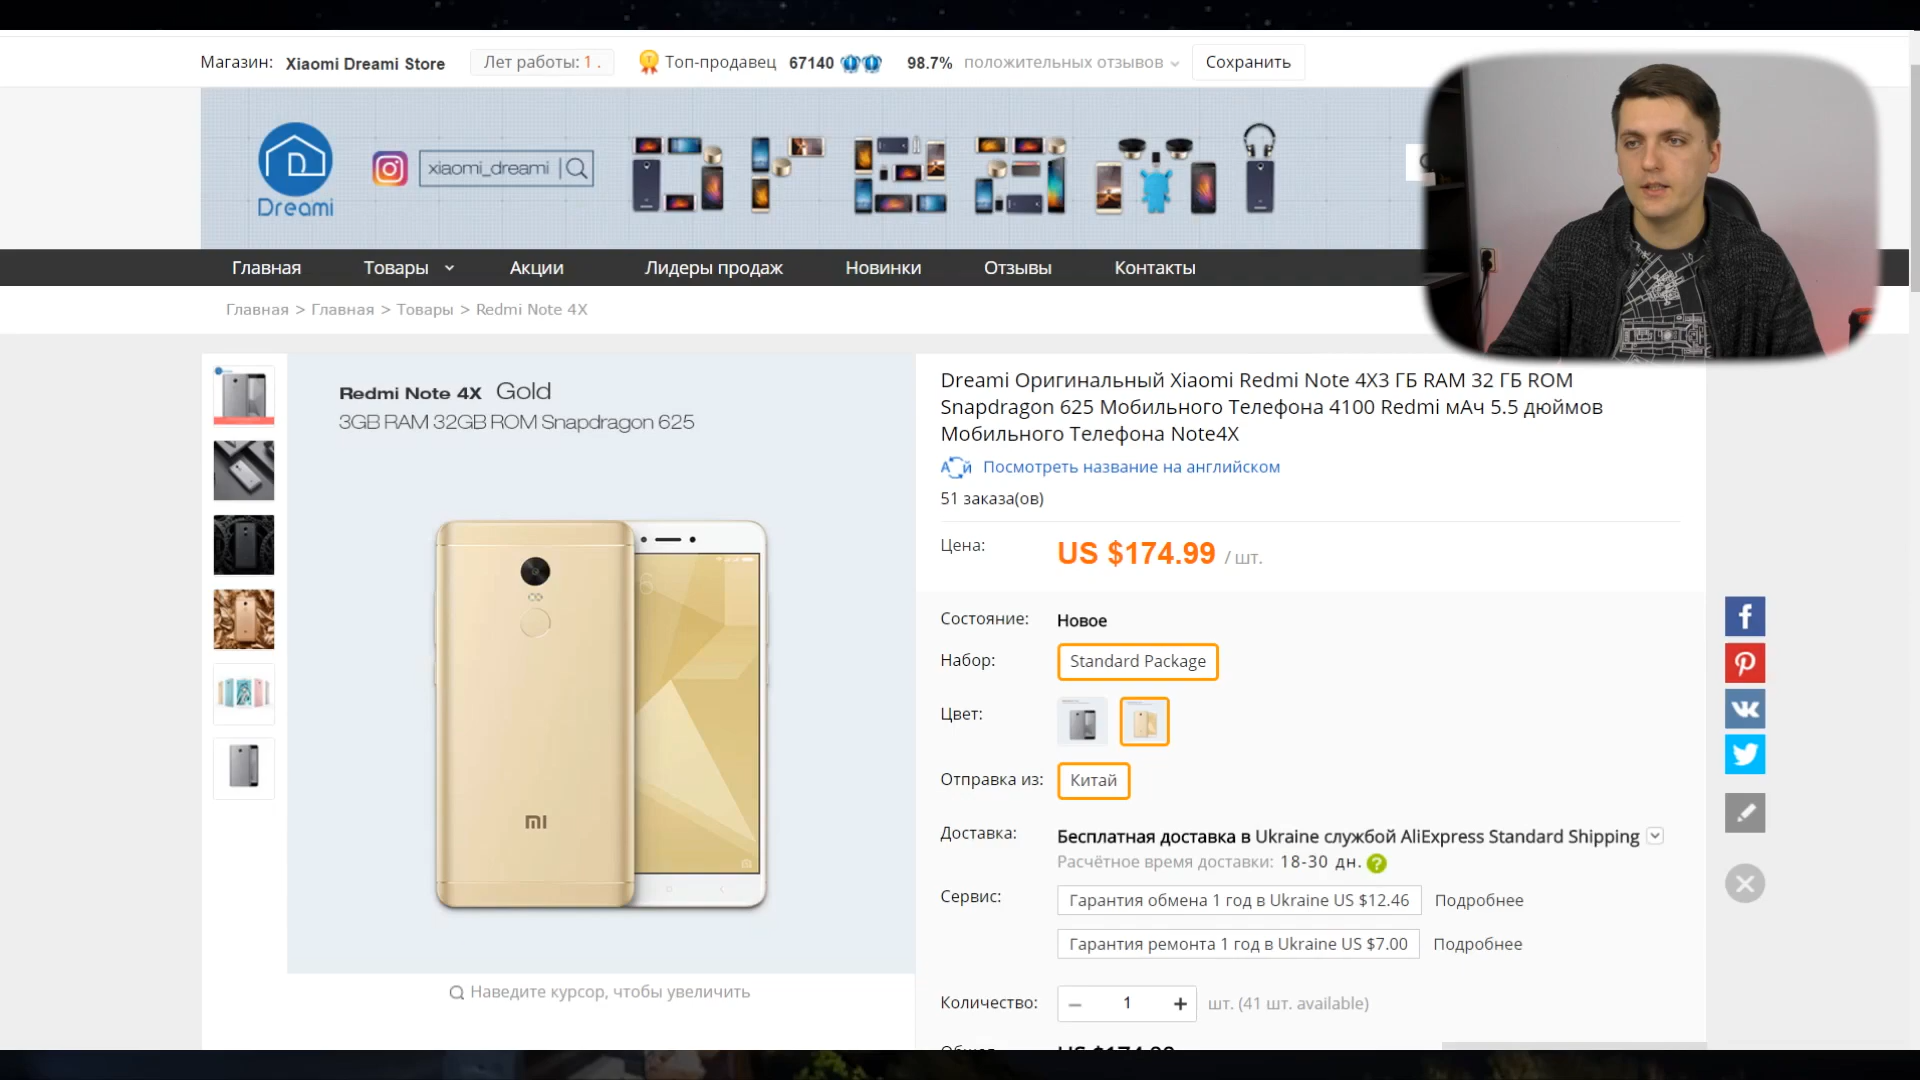 Магазин: Xiaomi Dreami Store Лет работы: 1 . Топ-продавец 67140 98.7% положительных отзывов Сохранить
Dreami
xiaomi_dreami
Dreami
Главная Товары Акции Лидеры продаж Новинки Отзывы Контакты
Главная > Главная > Товары > Redmi Note 4X
Redmi Note 4X Gold
3GB RAM 32GB ROM Snapdragon 625
MI
Наведите курсор, чтобы увеличить
Dreami Оригинальный Xiaomi Redmi Note 4X3 ГБ RAM 32 ГБ ROM
Snapdragon 625 Мобильного Телефона 4100 Redmi мАч 5.5 дюймов
Мобильного Телефона Note4X
Посмотреть название на английском
51 заказа(ов)
Цена: US $174.99 / шт.
Состояние: Новое
Набор: Standard Package
Цвет:
Отправка из: Китай
Доставка: Бесплатная доставка в Ukraine службой AliExpress Standard Shipping
Расчётное время доставки: 18-30 дн. ?
Сервис: Гарантия обмена 1 год в Ukraine US $12.46 Подробнее
Гарантия ремонта 1 год в Ukraine US $7.00 Подробнее
Количество: − 1 + шт. (41 шт. available)
US $174.99